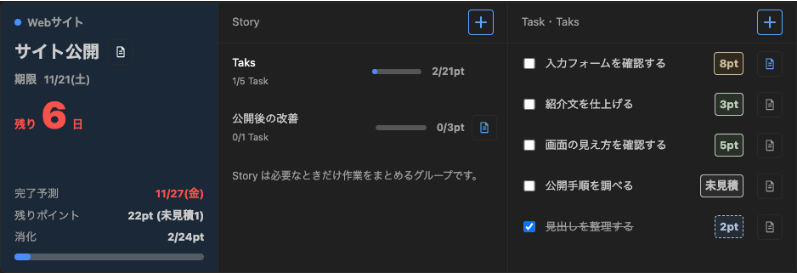 Webサイト
サイト公開
期限 11/21(土)
残り 6 日
完了予測 11/27(金)
残りポイント 22pt (未見積1)
消化 2/24pt
Story
Taks
1/5 Task
2/21pt
公開後の改善
0/1 Task
0/3pt
Story は必要なときだけ作業をまとめるグループです。
Task・Taks
入力フォームを確認する 8pt
紹介文を仕上げる 3pt
画面の見え方を確認する 5pt
公開手順を調べる 未見積
見出しを整理する 2pt